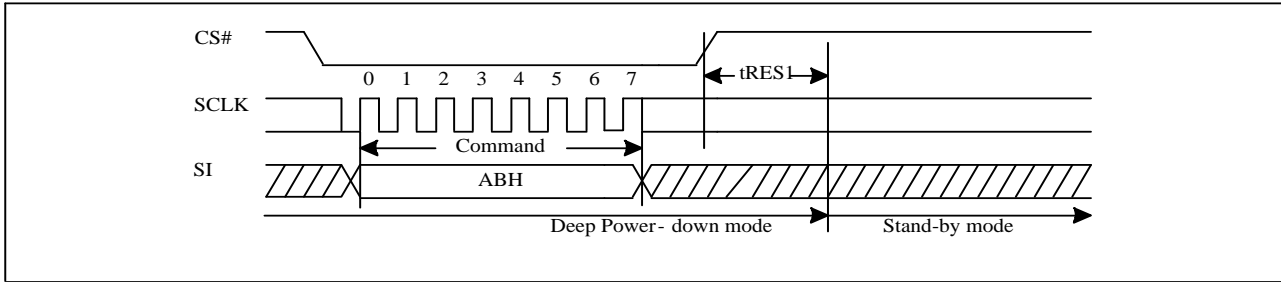 CS#
tRES1
0 1 2 3 4 5 6 7
SCLK
Command
SI
ABH
Deep Power- down mode
Stand-by mode